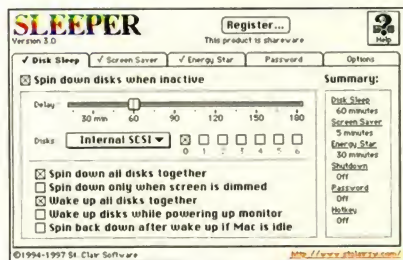 SLEEPER
Version 3.0
Register...
This product is shareware
Help
✓ Disk Sleep
✓ Screen Saver
✓ Energy Star
Password
Options
Spin down disks when inactive
Delay
30 min 60 90 120 150 180
Disks
Internal SCSI
0 1 2 3 4 5 6
Spin down all disks together
Spin down only when screen is dimmed
Wake up all disks together
Wake up disks while powering up monitor
Spin back down after wake up if Mac is idle
Summary:
Disk Sleep
60 minutes
Screen Saver
5 minutes
Energy Star
30 minutes
Shutdown
Off
Password
Off
Hotkey
Off
©1994-1997 St. Clair Software
http://www.stclairsw.com/